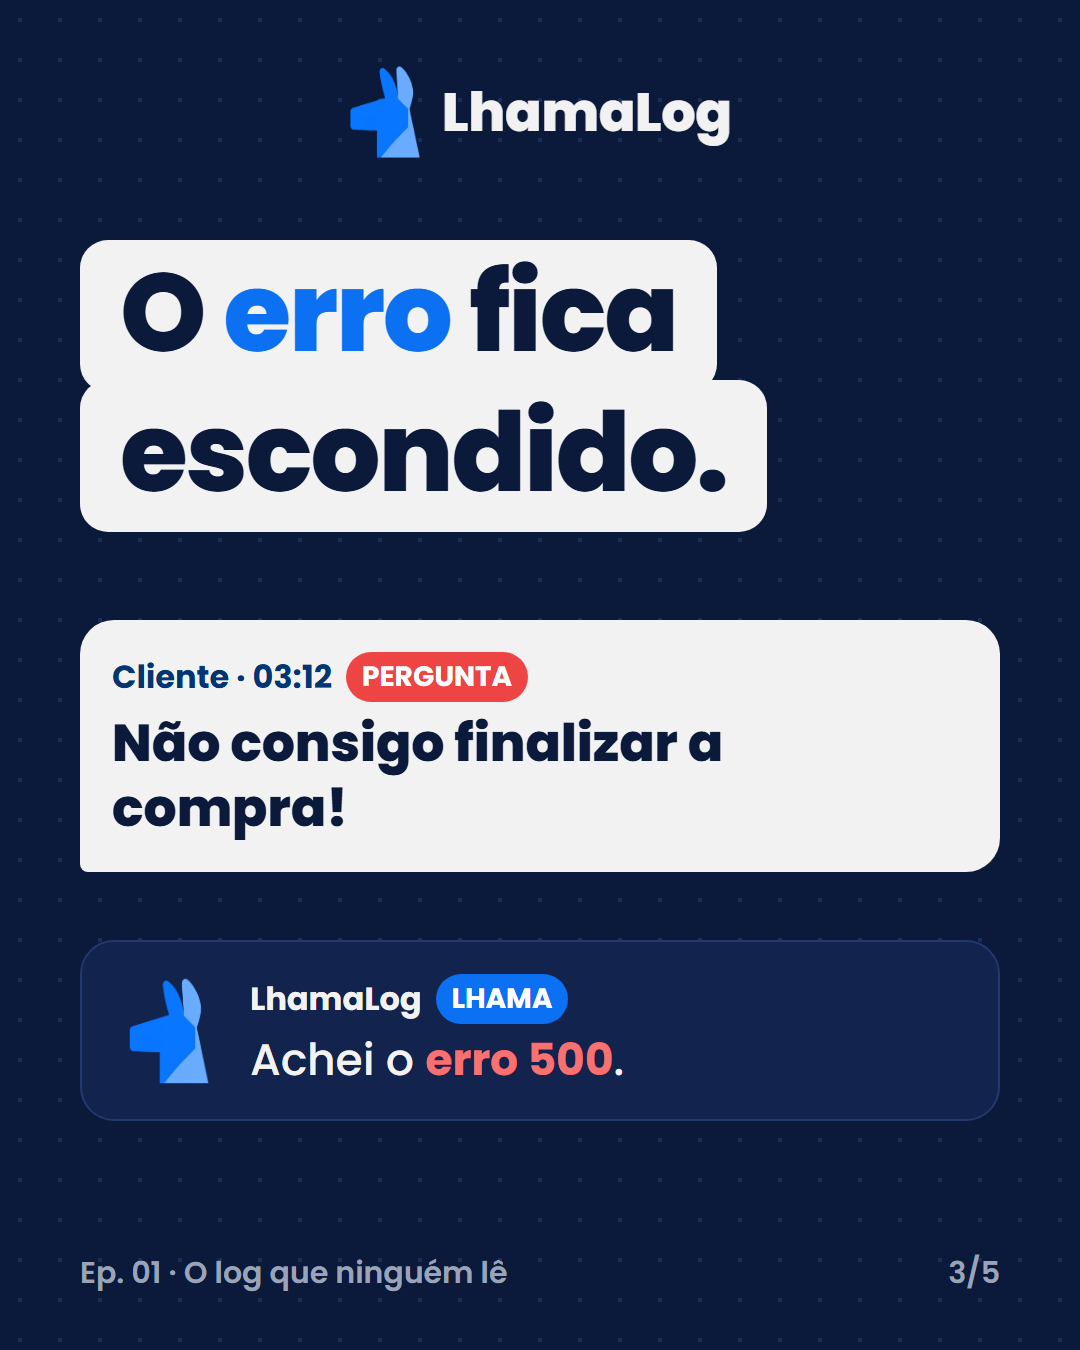 LhamaLog
O erro fica
escondido.
Cliente · 03:12 PERGUNTA
Não consigo finalizar a
compra!
LhamaLog LHAMA
Achei o erro 500.
Ep. 01 · O log que ninguém lê
3/5